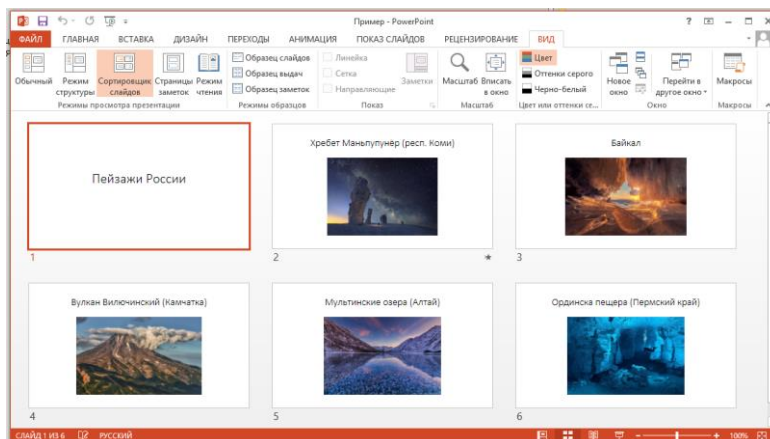 Пример - PowerPoint
ФАЙЛ ГЛАВНАЯ ВСТАВКА ДИЗАЙН ПЕРЕХОДЫ АНИМАЦИЯ ПОКАЗ СЛАЙДОВ РЕЦЕНЗИРОВАНИЕ ВИД
Обычный
Режим структуры
Сортировщик слайдов
Страницы заметок
Режим чтения
Режимы просмотра презентации
Образец слайдов
Образец выдач
Образец заметок
Режимы образцов
Линейка
Сетка
Направляющие
Заметки
Показ
Масштаб
Вписать в окно
Масштаб
Цвет
Оттенки серого
Черно-белый
Цвет или оттенки се...
Новое окно
Перейти в другое окно
Окно
Макросы
Макросы
Пейзажи России
1
Хребет Маньпупунёр (респ. Коми)
2
Байкал
3
Вулкан Вилючинский (Камчатка)
4
Мультинские озера (Алтай)
5
Ординска пещера (Пермский край)
6
СЛАЙД 1 ИЗ 6 РУССКИЙ 100%